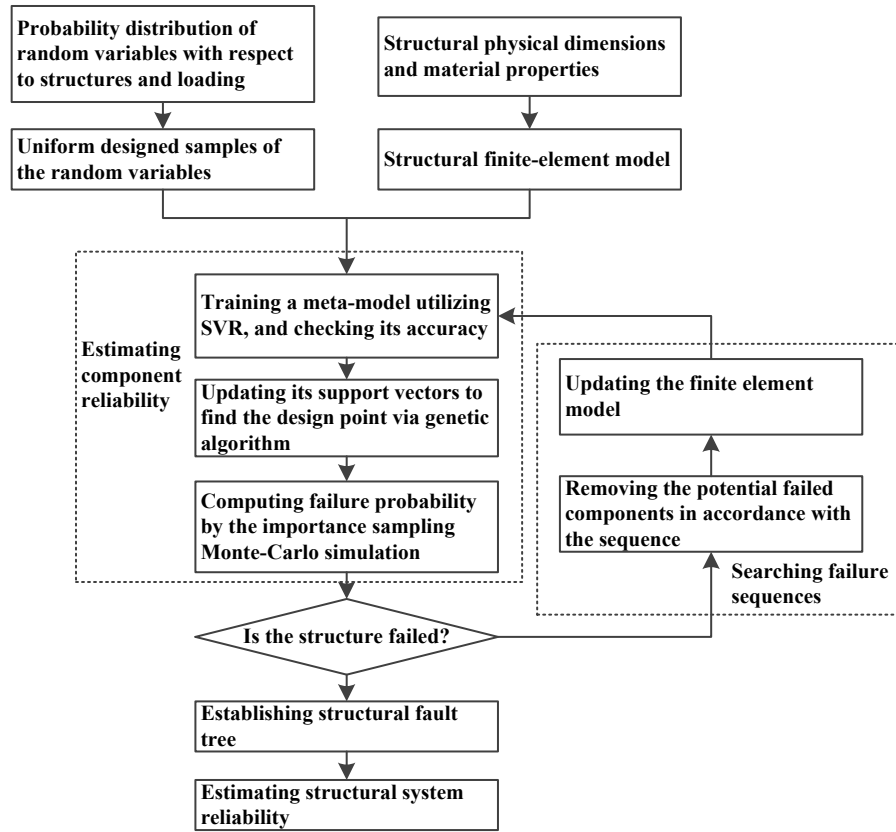 Probability distribution of
random variables with respect
to structures and loading
Structural physical dimensions
and material properties
Uniform designed samples of
the random variables
Structural finite-element model
Training a meta-model utilizing
SVR, and checking its accuracy
Estimating
component
reliability
Updating its support vectors to
find the design point via genetic
algorithm
Computing failure probability
by the importance sampling
Monte-Carlo simulation
Updating the finite element
model
Removing the potential failed
components in accordance with
the sequence
Searching failure
sequences
Is the structure failed?
Establishing structural fault
tree
Estimating structural system
reliability